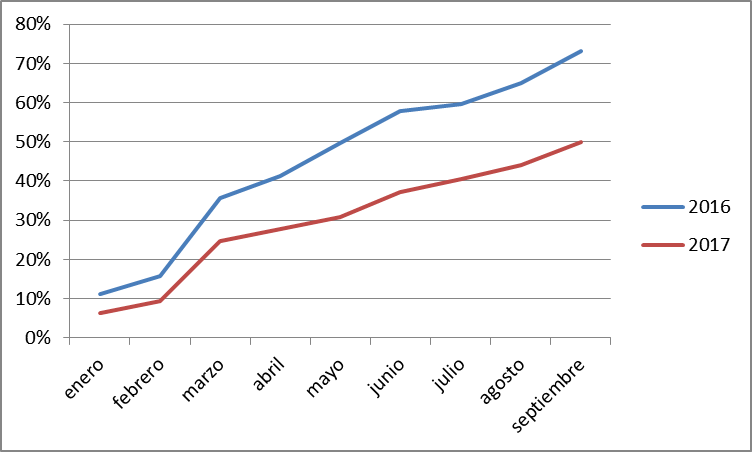 80%
70%
60%
50%
40%
30%
20%
10%
0%
enero
febrero
marzo
abril
mayo
junio
julio
agosto
septiembre
2016
2017